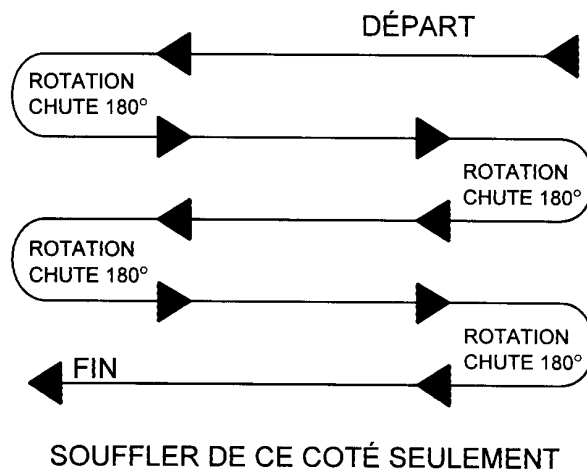 DÉPART
ROTATION
CHUTE 180°
ROTATION
CHUTE 180°
ROTATION
CHUTE 180°
ROTATION
CHUTE 180°
FIN
SOUFFLER DE CE COTÉ SEULEMENT